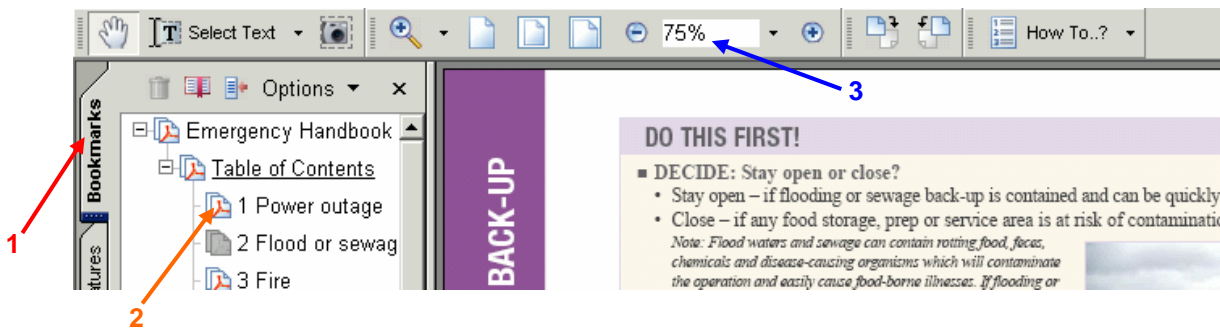 Select Text
75%
How To..?
3
Options
Bookmarks
Emergency Handbook
Table of Contents
1 Power outage
2 Flood or sewag
3 Fire
atures
1
2
BACK-UP
DO THIS FIRST!
■ DECIDE: Stay open or close?
• Stay open – if flooding or sewage back-up is contained and can be quickly
• Close – if any food storage, prep or service area is at risk of contaminatio
Note: Flood waters and sewage can contain rotting food, feces,
chemicals and disease-causing organisms which will contaminate
the operation and easily cause food-borne illnesses. If flooding or